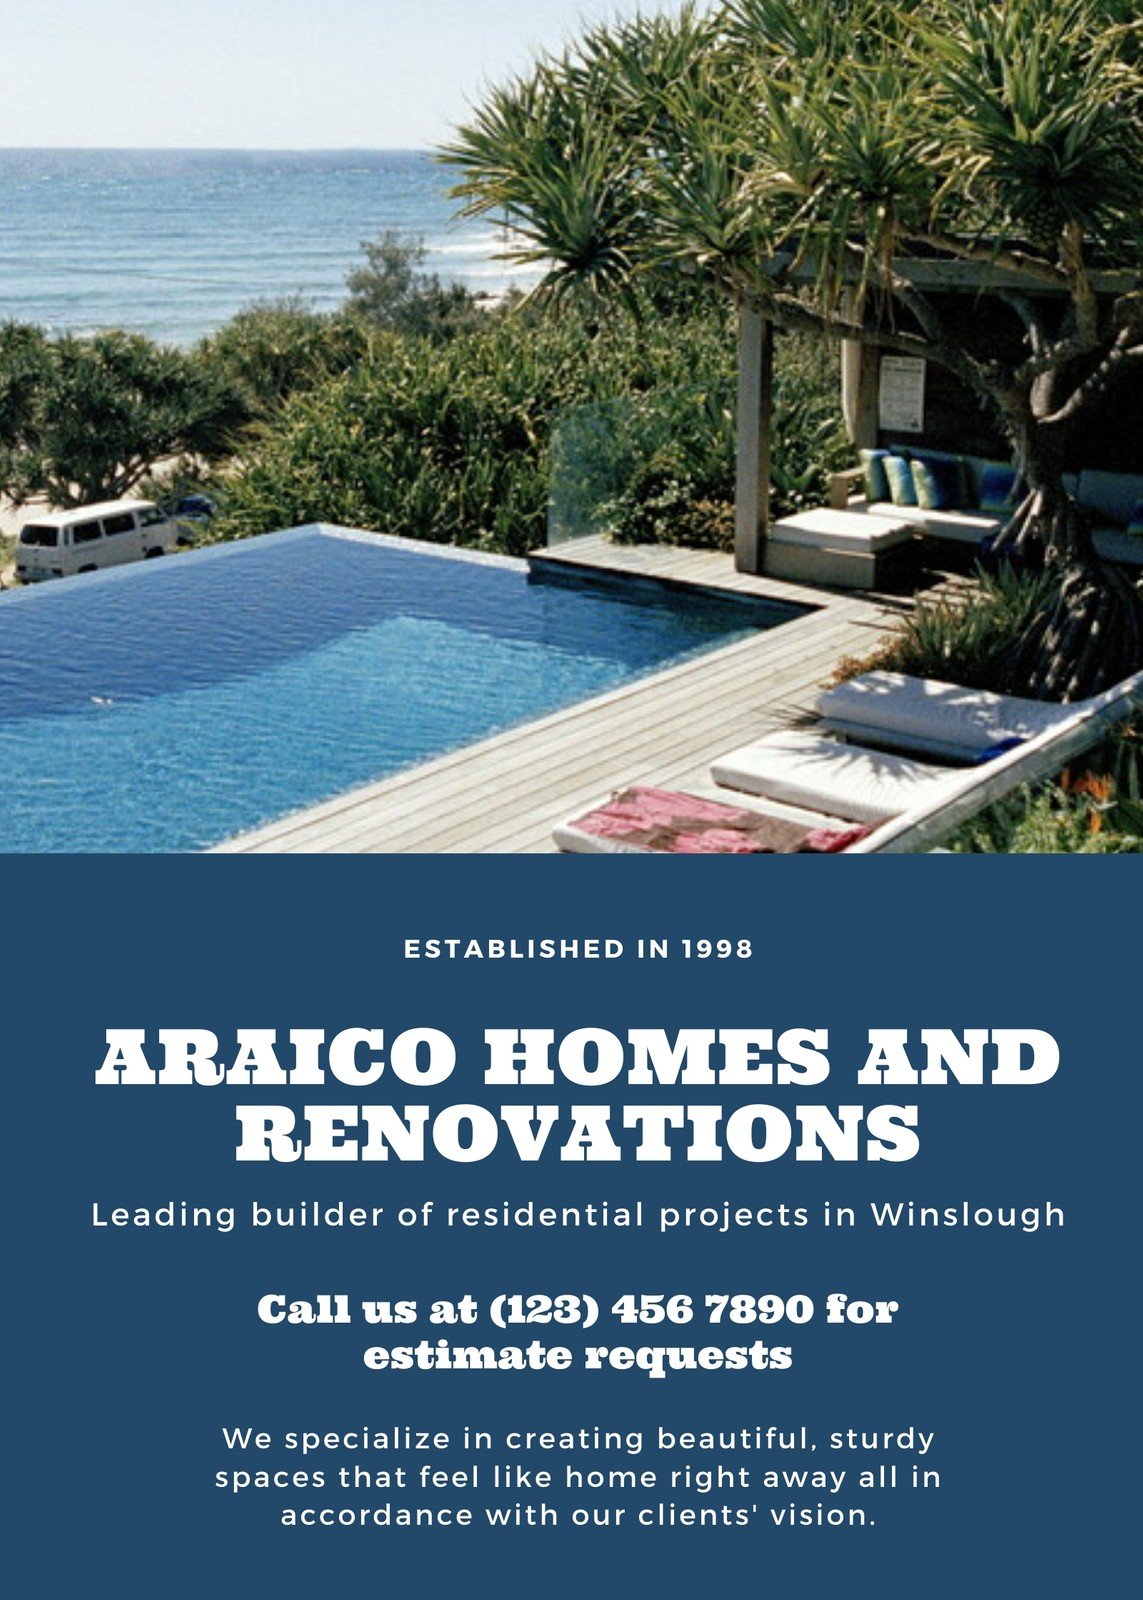 ESTABLISHED IN 1998
ARAICO HOMES AND
RENOVATIONS
Leading builder of residential projects in Winslough
Call us at (123) 456 7890 for
estimate requests
We specialize in creating beautiful, sturdy
spaces that feel like home right away all in
accordance with our clients' vision.